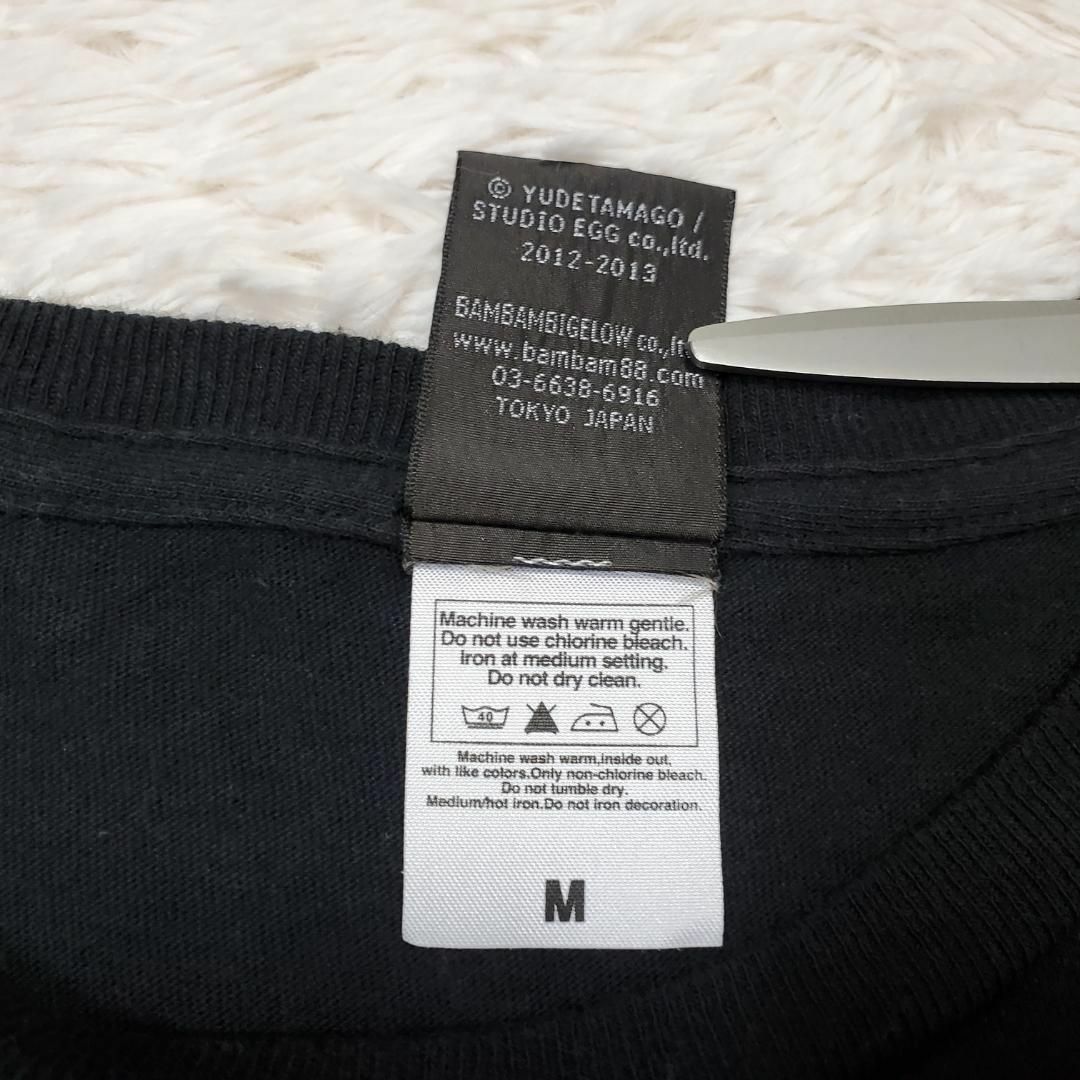 © YUDETAMAGO /
STUDIO EGG co.,ltd.
2012-2013
BAMBAMBIGELOW co.,lt
www.bambam88.com
03-6638-6916
TOKYO JAPAN
Machine wash warm gentle.
Do not use chlorine bleach.
Iron at medium setting.
Do not dry clean.
40
Machine wash warm,inside out,
with like colors.Only non-chlorine bleach.
Do not tumble dry.
Medium/hot iron.Do not iron decoration.
M